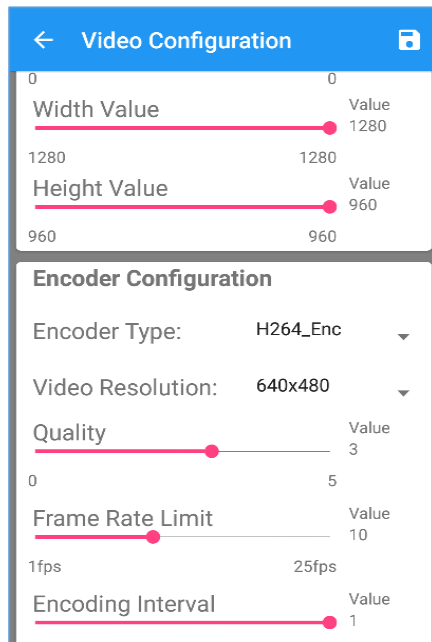 Video Configuration
0 0
Width Value Value
1280
1280 1280
Height Value Value
960
960 960
Encoder Configuration
Encoder Type: H264_Enc
Video Resolution: 640x480
Quality Value
3
0 5
Frame Rate Limit Value
10
1fps 25fps
Encoding Interval Value
1